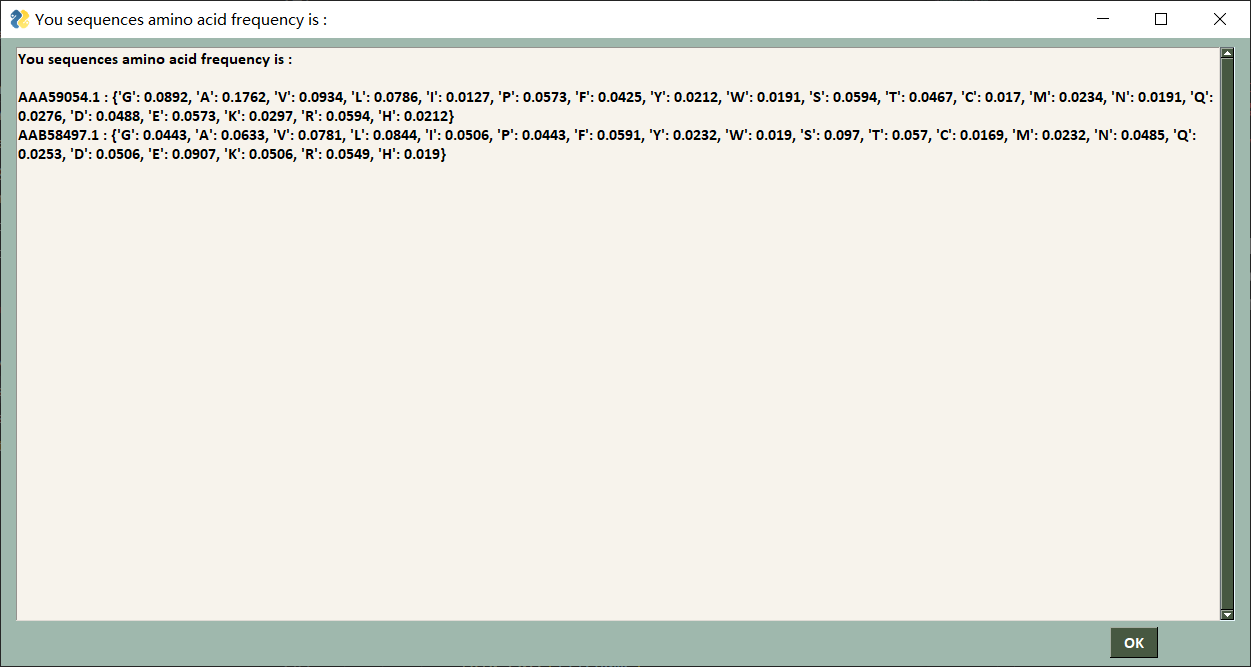 You sequences amino acid frequency is :
You sequences amino acid frequency is :
AAA59054.1 : {'G': 0.0892, 'A': 0.1762, 'V': 0.0934, 'L': 0.0786, 'I': 0.0127, 'P': 0.0573, 'F': 0.0425, 'Y': 0.0212, 'W': 0.0191, 'S': 0.0594, 'T': 0.0467, 'C': 0.017, 'M': 0.0234, 'N': 0.0191, 'Q':
0.0276, 'D': 0.0488, 'E': 0.0573, 'K': 0.0297, 'R': 0.0594, 'H': 0.0212}
AAB58497.1 : {'G': 0.0443, 'A': 0.0633, 'V': 0.0781, 'L': 0.0844, 'I': 0.0506, 'P': 0.0443, 'F': 0.0591, 'Y': 0.0232, 'W': 0.019, 'S': 0.097, 'T': 0.057, 'C': 0.0169, 'M': 0.0232, 'N': 0.0485, 'Q':
0.0253, 'D': 0.0506, 'E': 0.0907, 'K': 0.0506, 'R': 0.0549, 'H': 0.019}
OK